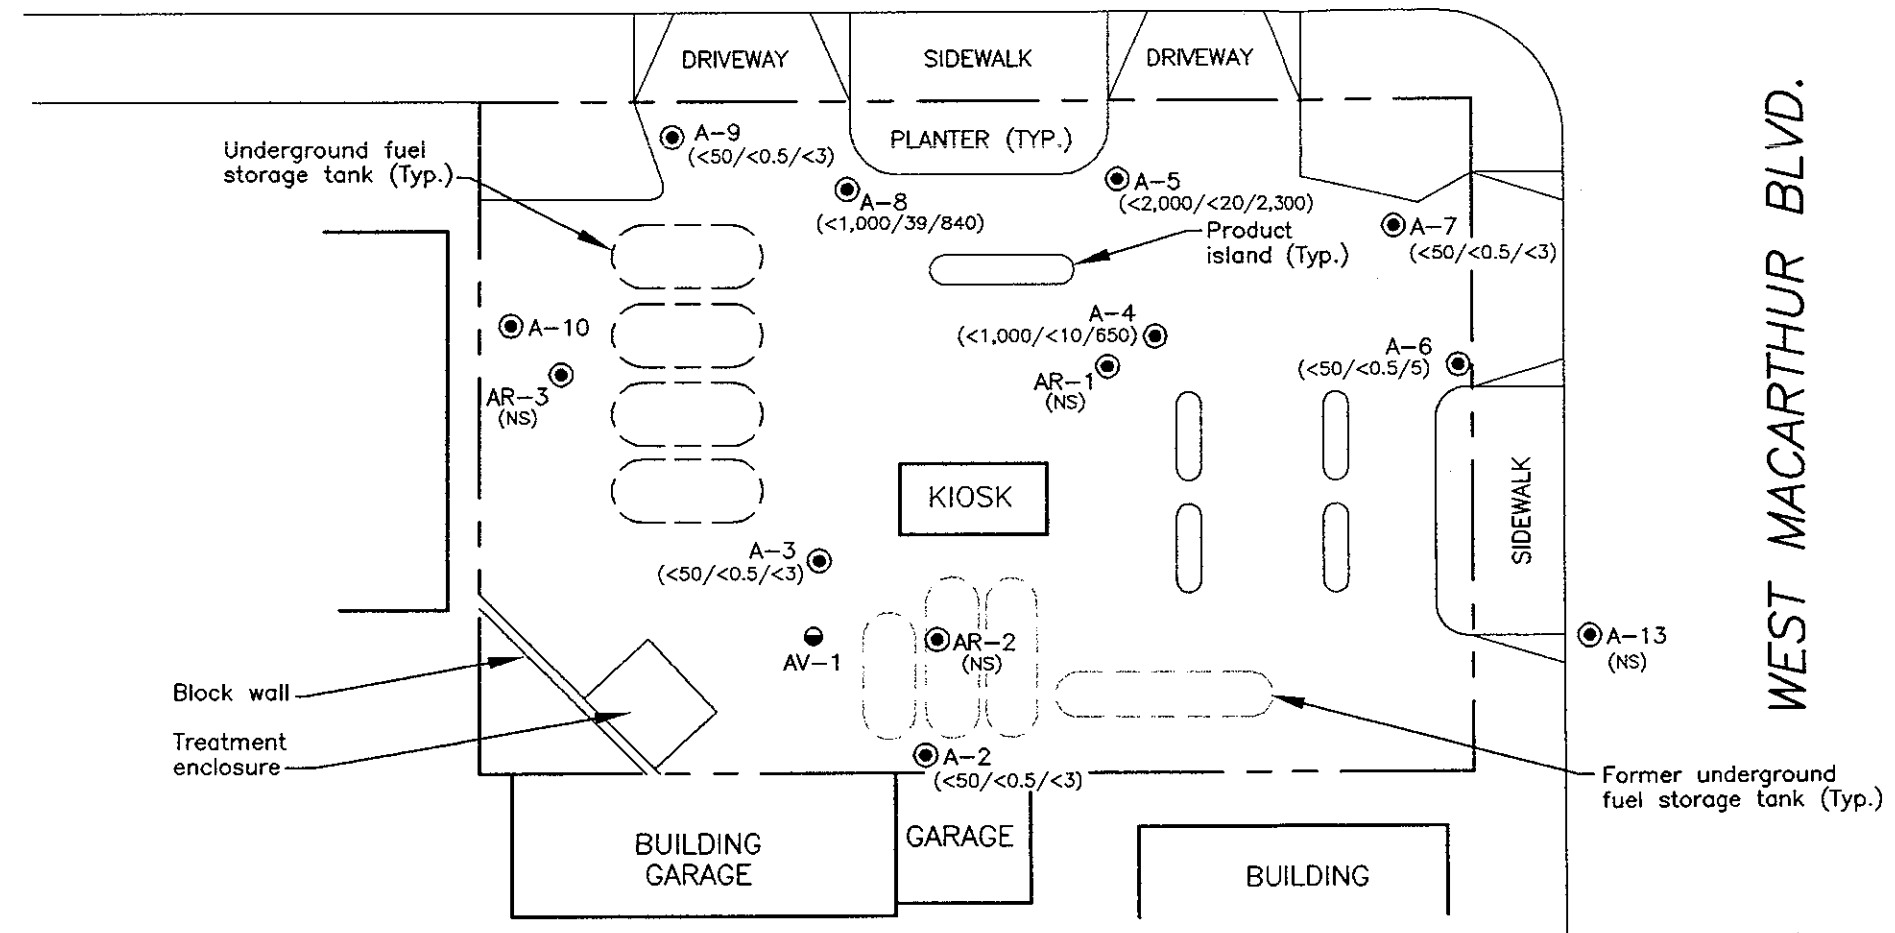 DRIVEWAY
SIDEWALK
DRIVEWAY
WEST MACARTHUR BLVD.
A-9
(<50/<0.5/<3)
PLANTER (TYP.)
Underground fuel
storage tank (Typ.)
A-8
(<1,000/39/840)
A-5
(<2,000/<20/2,300)
A-7
(<50/<0.5/<3)
Product
island (Typ.)
A-10
A-4
(<1,000/<10/650)
A-6
(<50/<0.5/5)
AR-3
(NS)
AR-1
(NS)
KIOSK
SIDEWALK
A-3
(<50/<0.5/<3)
AV-1
AR-2
(NS)
A-13
(NS)
Block wall
Treatment
enclosure
A-2
(<50/<0.5/<3)
Former underground
fuel storage tank (Typ.)
BUILDING
GARAGE
GARAGE
BUILDING